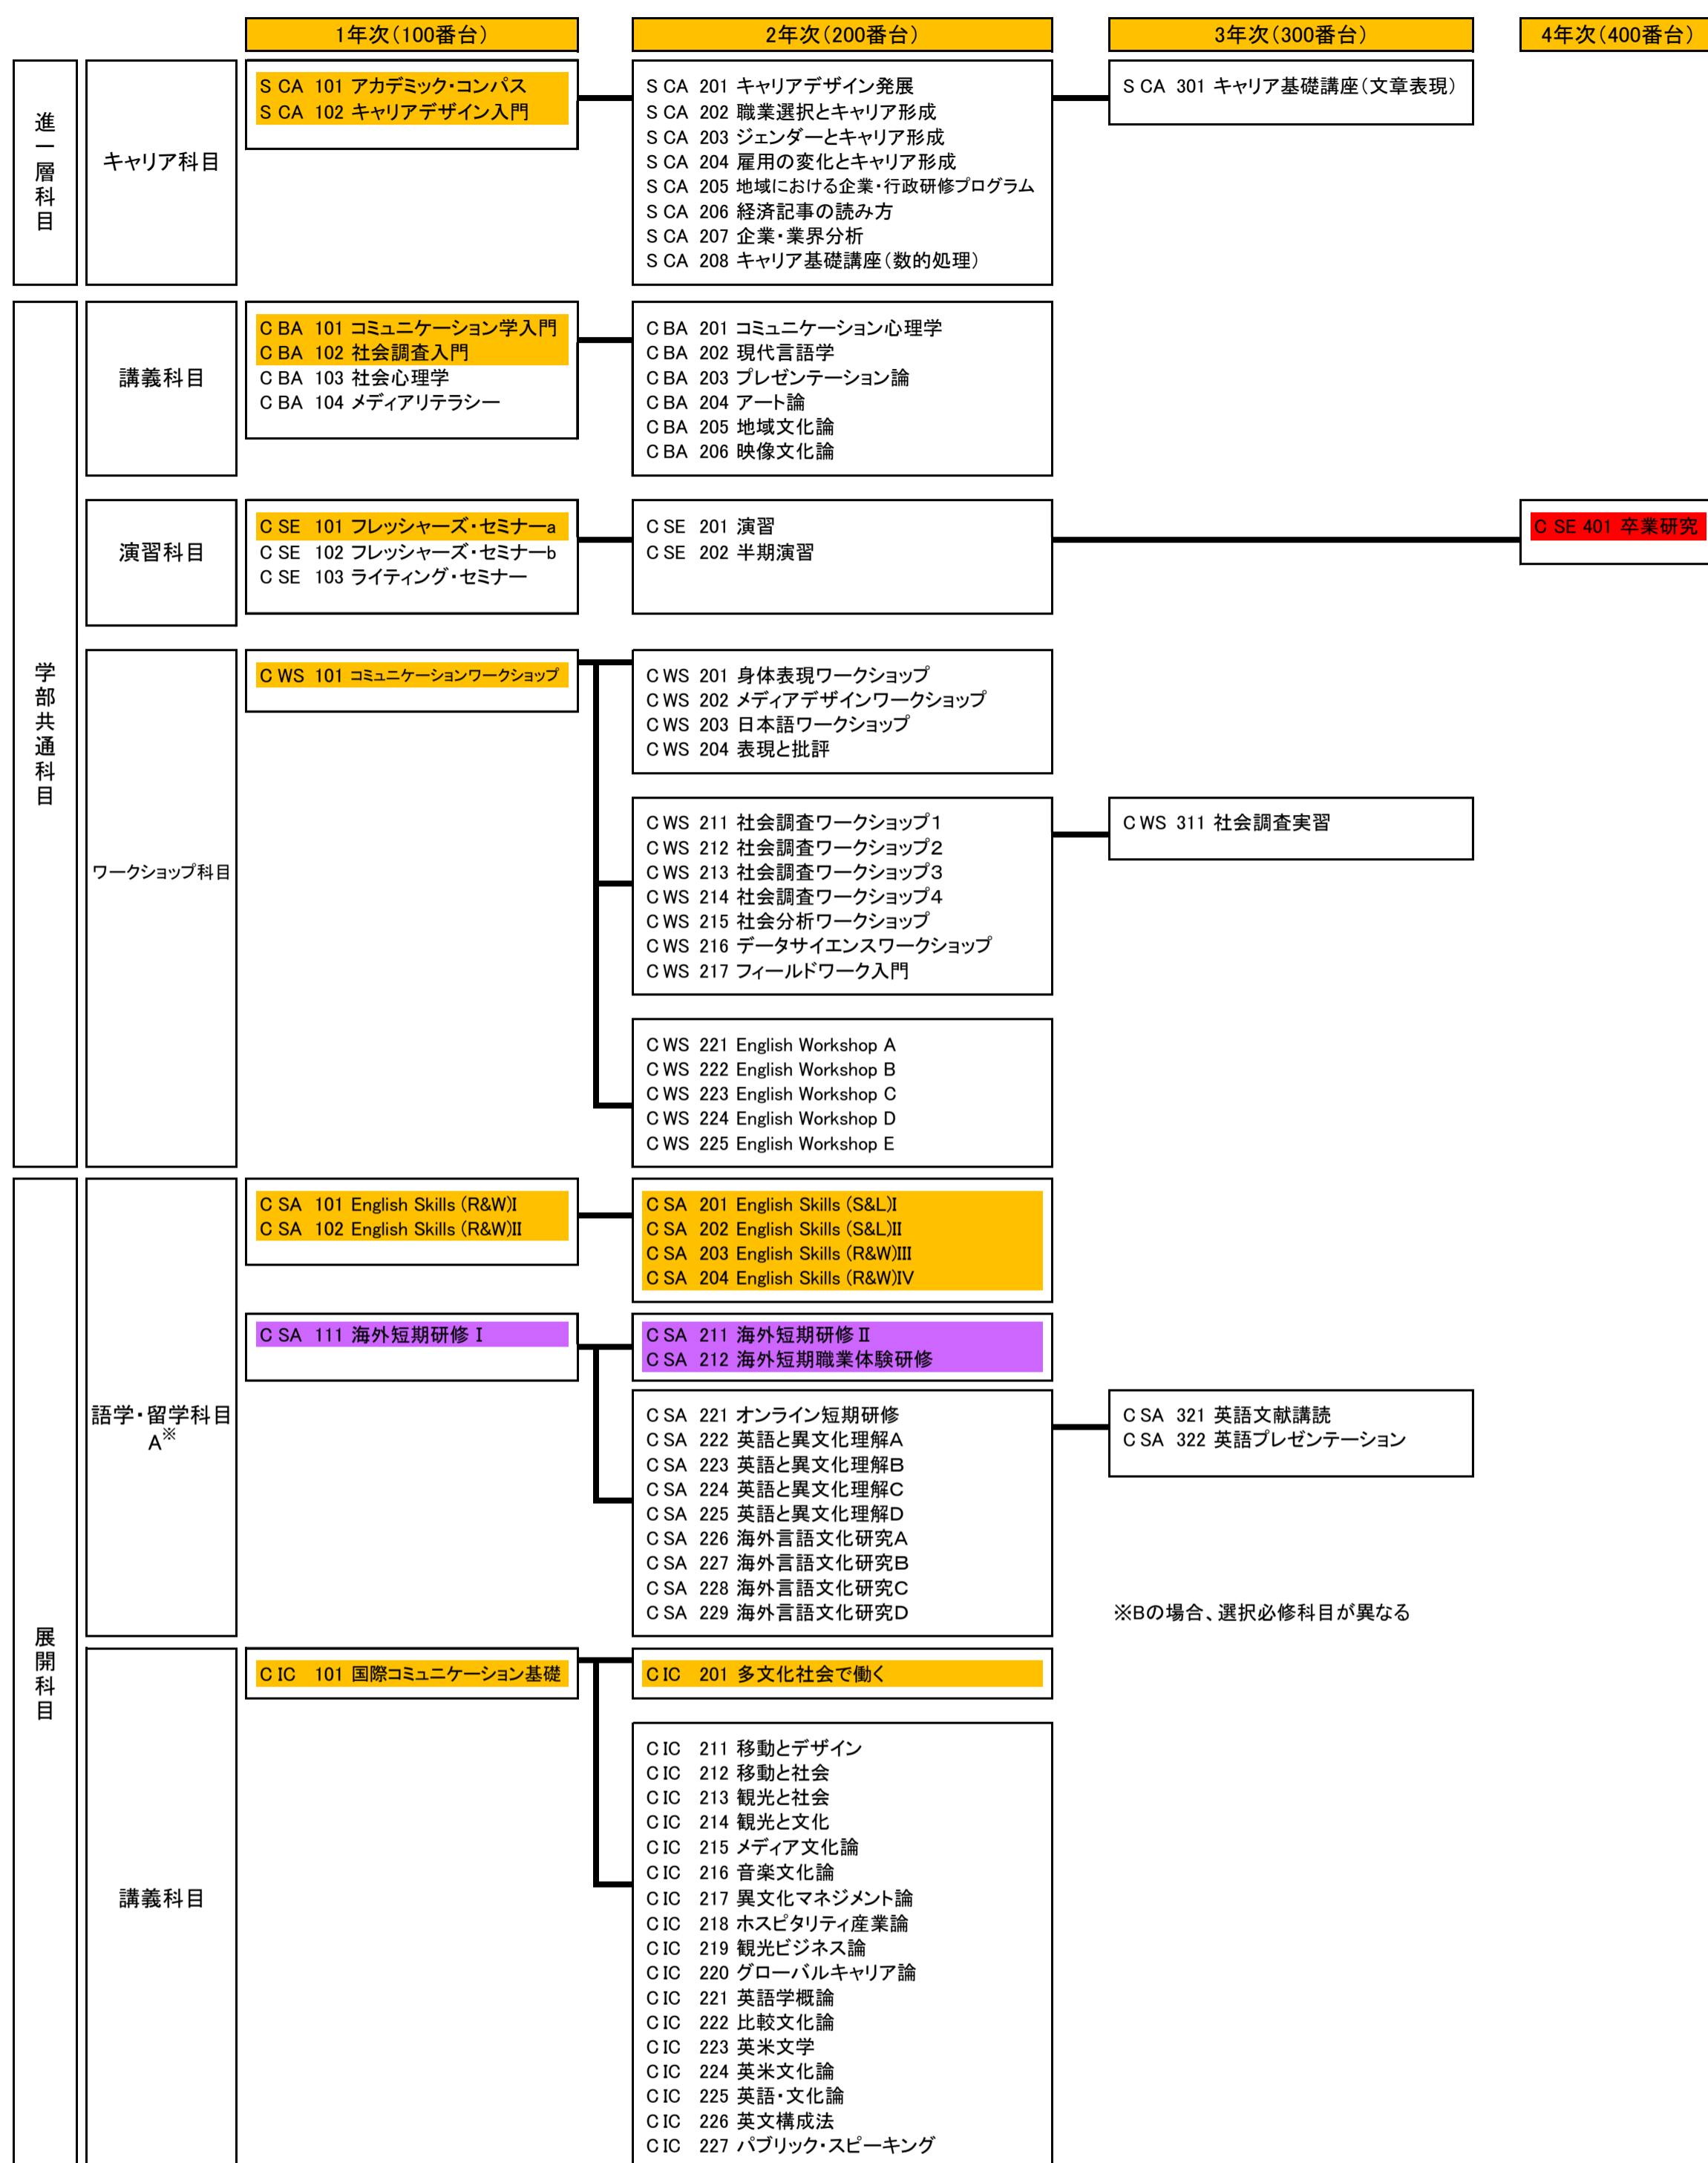 1年次（100番台）
2年次（200番台）
3年次（300番台）
4年次（400番台）
進一層科目
キャリア科目
S CA 101 アカデミック・コンパス
S CA 102 キャリアデザイン入門
S CA 201 キャリアデザイン発展
S CA 202 職業選択とキャリア形成
S CA 203 ジェンダーとキャリア形成
S CA 204 雇用の変化とキャリア形成
S CA 205 地域における企業・行政研修プログラム
S CA 206 経済記事の読み方
S CA 207 企業・業界分析
S CA 208 キャリア基礎講座（数的処理）
S CA 301 キャリア基礎講座（文章表現）
学部共通科目
講義科目
C BA 101 コミュニケーション学入門
C BA 102 社会調査入門
C BA 103 社会心理学
C BA 104 メディアリテラシー
C BA 201 コミュニケーション心理学
C BA 202 現代言語学
C BA 203 プレゼンテーション論
C BA 204 アート論
C BA 205 地域文化論
C BA 206 映像文化論
演習科目
C SE 101 フレッシャーズ・セミナーa
C SE 102 フレッシャーズ・セミナーb
C SE 103 ライティング・セミナー
C SE 201 演習
C SE 202 半期演習
C SE 401 卒業研究
ワークショップ科目
C WS 101 コミュニケーションワークショップ
C WS 201 身体表現ワークショップ
C WS 202 メディアデザインワークショップ
C WS 203 日本語ワークショップ
C WS 204 表現と批評
C WS 211 社会調査ワークショップ1
C WS 212 社会調査ワークショップ2
C WS 213 社会調査ワークショップ3
C WS 214 社会調査ワークショップ4
C WS 215 社会分析ワークショップ
C WS 216 データサイエンスワークショップ
C WS 217 フィールドワーク入門
C WS 311 社会調査実習
C WS 221 English Workshop A
C WS 222 English Workshop B
C WS 223 English Workshop C
C WS 224 English Workshop D
C WS 225 English Workshop E
展開科目
語学・留学科目
A※
C SA 101 English Skills (R&W)I
C SA 102 English Skills (R&W)II
C SA 201 English Skills (S&L)I
C SA 202 English Skills (S&L)II
C SA 203 English Skills (R&W)III
C SA 204 English Skills (R&W)IV
C SA 111 海外短期研修Ⅰ
C SA 211 海外短期研修Ⅱ
C SA 212 海外短期職業体験研修
C SA 221 オンライン短期研修
C SA 222 英語と異文化理解A
C SA 223 英語と異文化理解B
C SA 224 英語と異文化理解C
C SA 225 英語と異文化理解D
C SA 226 海外言語文化研究A
C SA 227 海外言語文化研究B
C SA 228 海外言語文化研究C
C SA 229 海外言語文化研究D
C SA 321 英語文献講読
C SA 322 英語プレゼンテーション
※Bの場合、選択必修科目が異なる
講義科目
C IC 101 国際コミュニケーション基礎
C IC 201 多文化社会で働く
C IC 211 移動とデザイン
C IC 212 移動と社会
C IC 213 観光と社会
C IC 214 観光と文化
C IC 215 メディア文化論
C IC 216 音楽文化論
C IC 217 異文化マネジメント論
C IC 218 ホスピタリティ産業論
C IC 219 観光ビジネス論
C IC 220 グローバルキャリア論
C IC 221 英語学概論
C IC 222 比較文化論
C IC 223 英米文学
C IC 224 英米文化論
C IC 225 英語・文化論
C IC 226 英文構成法
C IC 227 パブリック・スピーキング